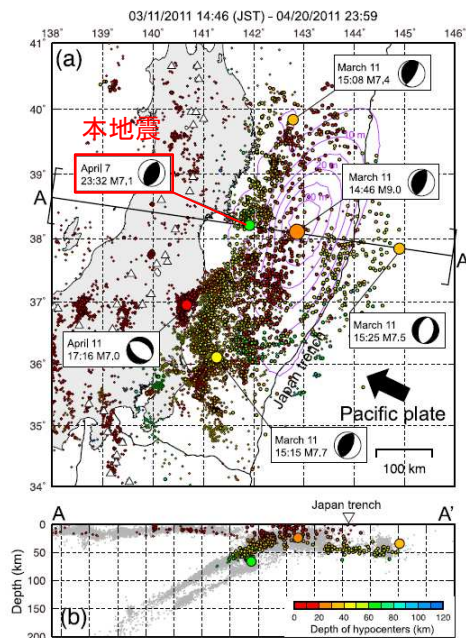 03/11/2011 14:46 (JST) - 04/20/2011 23:59
41°
(a)
March 11
15:08 M7.4
40°
本地震
April 7
23:32 M7.1
39°
March 11
14:46 M9.0
A
38°
A'
37°
April 11
17:16 M7.0
March 11
15:25 M7.5
36°
Japan trench
Pacific plate
35°
March 11
15:15 M7.7
100 km
34°
138° 139° 140° 141° 142° 143° 144° 145° 146°
Japan trench
A A'
Depth (km)
0
50
100
150
200
(b)
0 20 40 60 80 100 120
Depth of hypocenters (km)